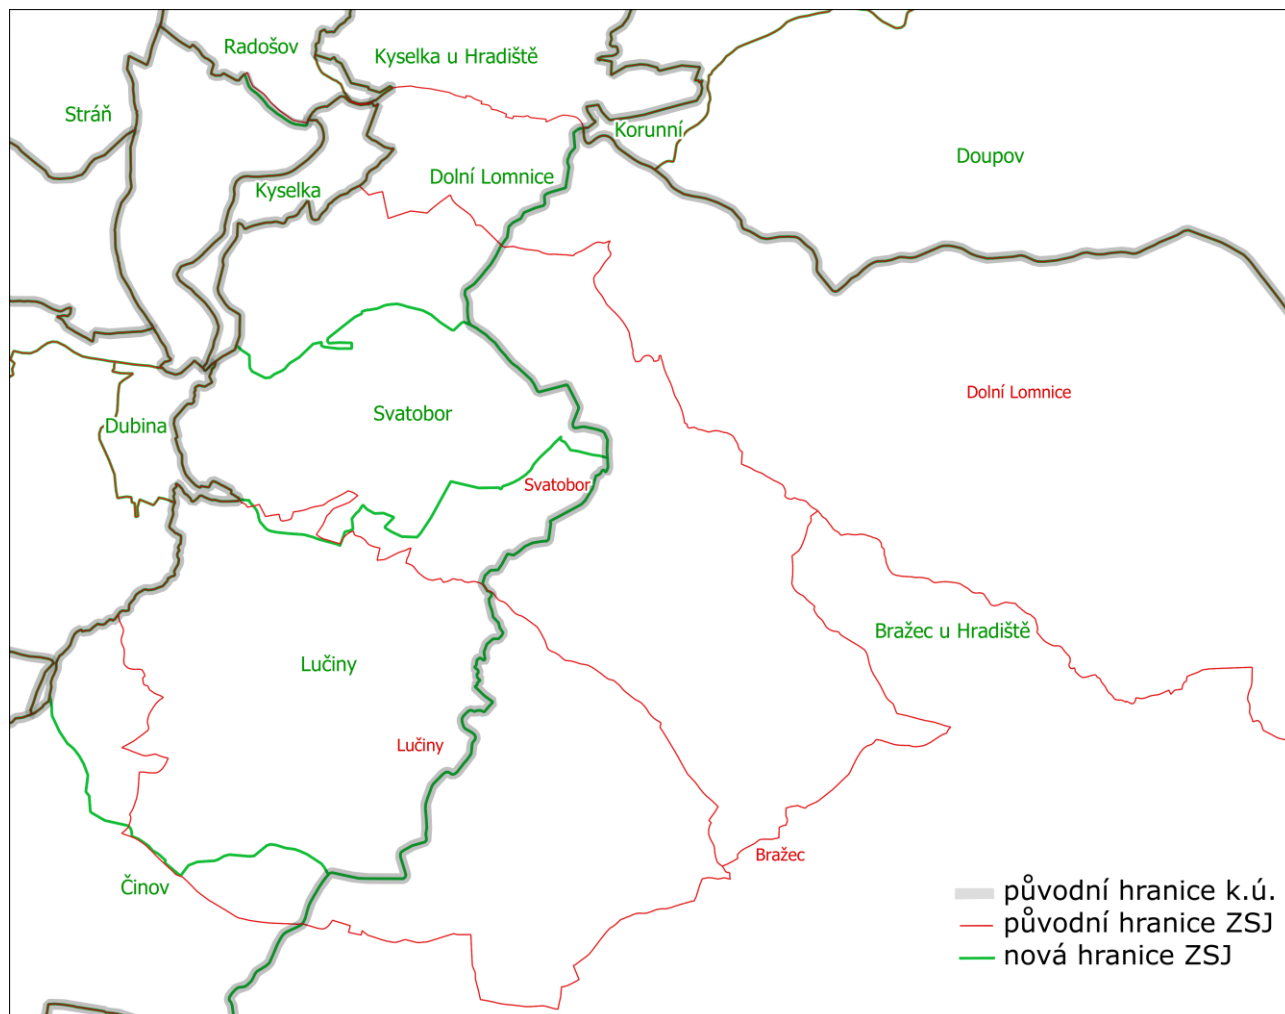 Radošov
Kyselka u Hradiště
Stráň
Korunní
Doupov
Dolní Lomnice
Kyselka
Dolní Lomnice
Svatobor
Dubina
Svatobor
Bražec u Hradiště
Lučiny
Lučiny
Bražec
Činov
původní hranice k.ú.
původní hranice ZSJ
nová hranice ZSJ